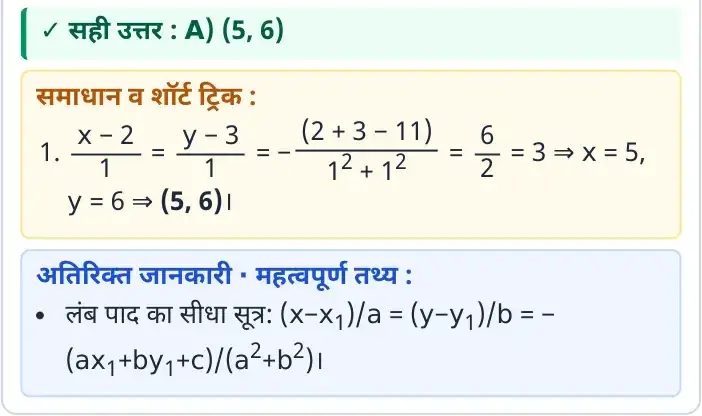 ✓ सही उत्तर : A) (5, 6)
समाधान व शॉर्ट ट्रिक :
1. (x − 2)/1 = (y − 3)/1 = −(2 + 3 − 11)/(1² + 1²) = 6/2 = 3 ⇒ x = 5,
y = 6 ⇒ (5, 6)।
अतिरिक्त जानकारी · महत्वपूर्ण तथ्य :
• लंब पाद का सीधा सूत्र: (x−x₁)/a = (y−y₁)/b = −
(ax₁+by₁+c)/(a²+b²)।